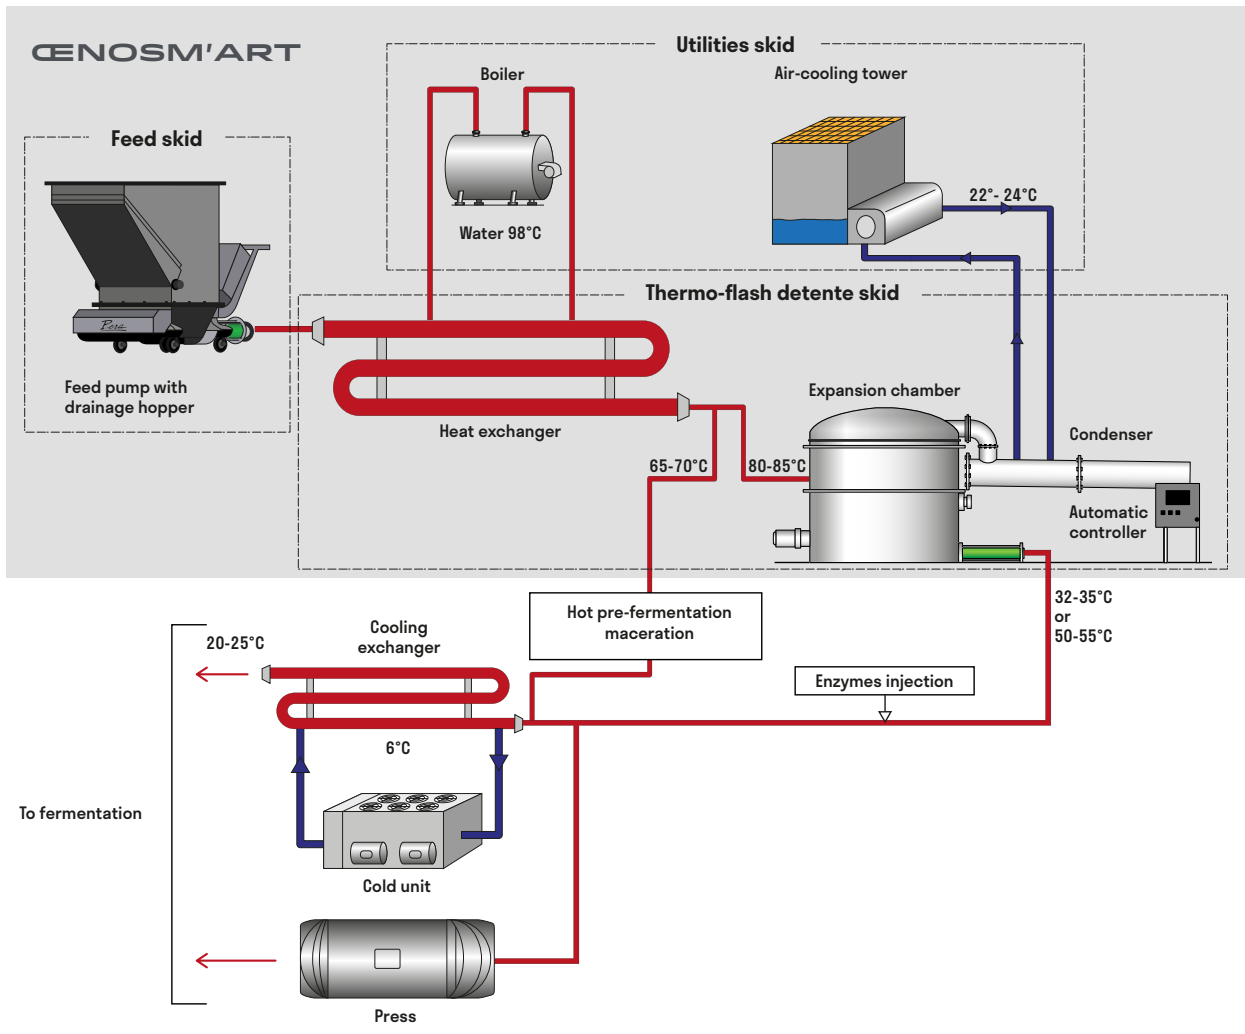 ŒNOSM'ART
Utilities skid
Boiler
Air-cooling tower
Feed skid
22°- 24°C
Water 98°C
Thermo-flash detente skid
Pera
Feed pump with
drainage hopper
Heat exchanger
Expansion chamber
Condenser
65-70°C
80-85°C
Automatic
controller
Hot pre-fermentation
maceration
32-35°C
or
50-55°C
Cooling
exchanger
20-25°C
Enzymes injection
6°C
To fermentation
Cold unit
Press